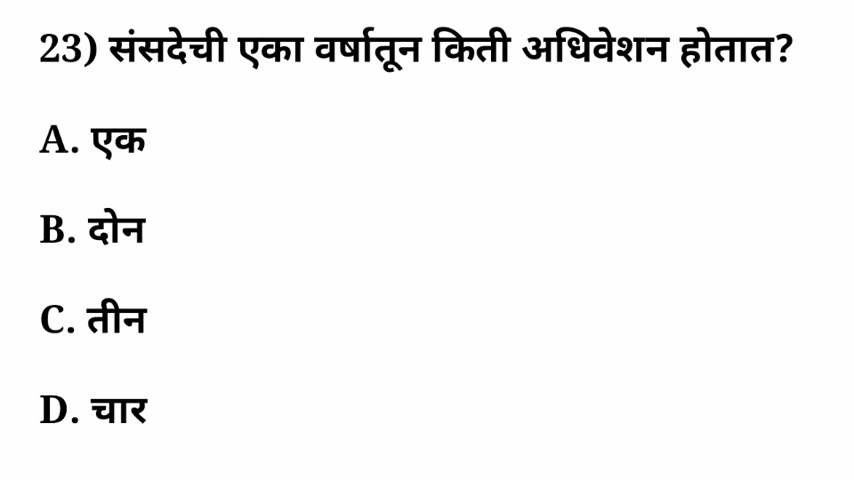 23) संसदेची एका वर्षातून किती अधिवेशन होतात?
A. एक
B. दोन
C. तीन
D. चार